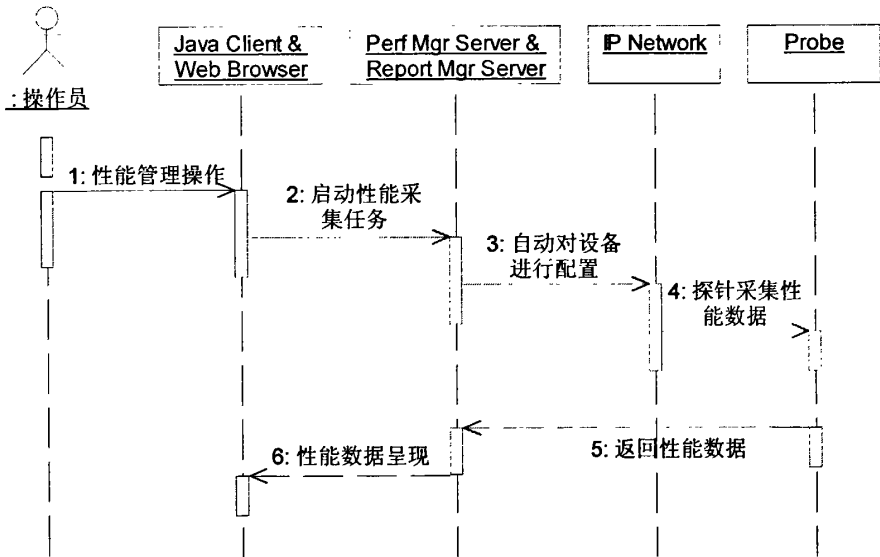 Java Client &
Web Browser
Perf Mgr Server &
Report Mgr Server
IP Network
Probe
: 操作员
1: 性能管理操作
2: 启动性能采
集任务
3: 自动对设备
进行配置
4: 探针采集性
能数据
5: 返回性能数据
6: 性能数据呈现